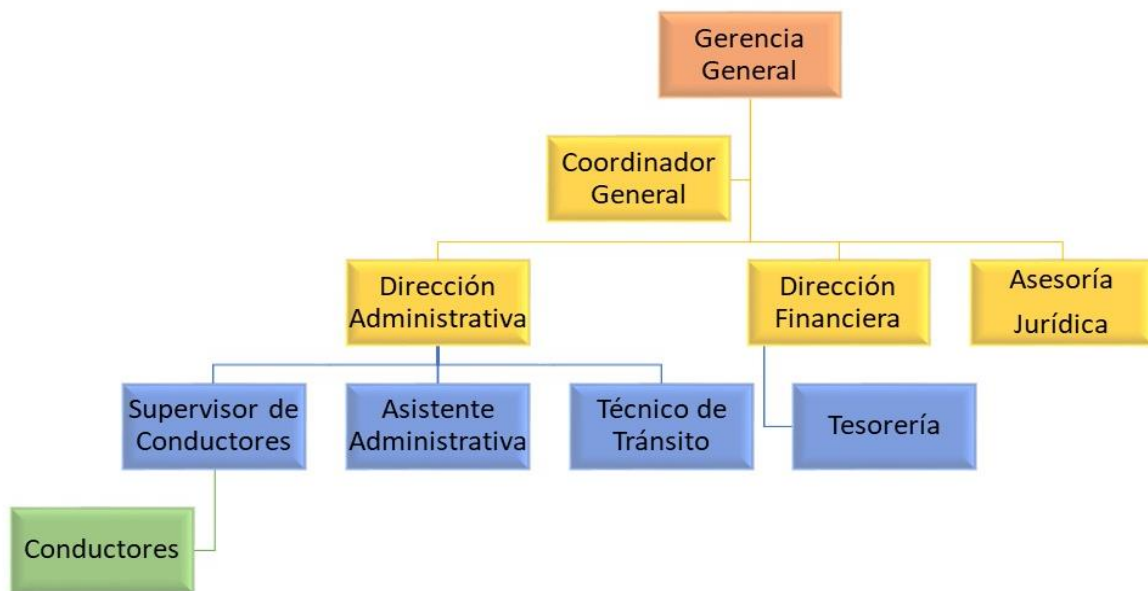 Gerencia
General
Coordinador
General
Dirección
Administrativa
Dirección
Financiera
Asesoría
Jurídica
Supervisor de
Conductores
Asistente
Administrativa
Técnico de
Tránsito
Tesorería
Conductores